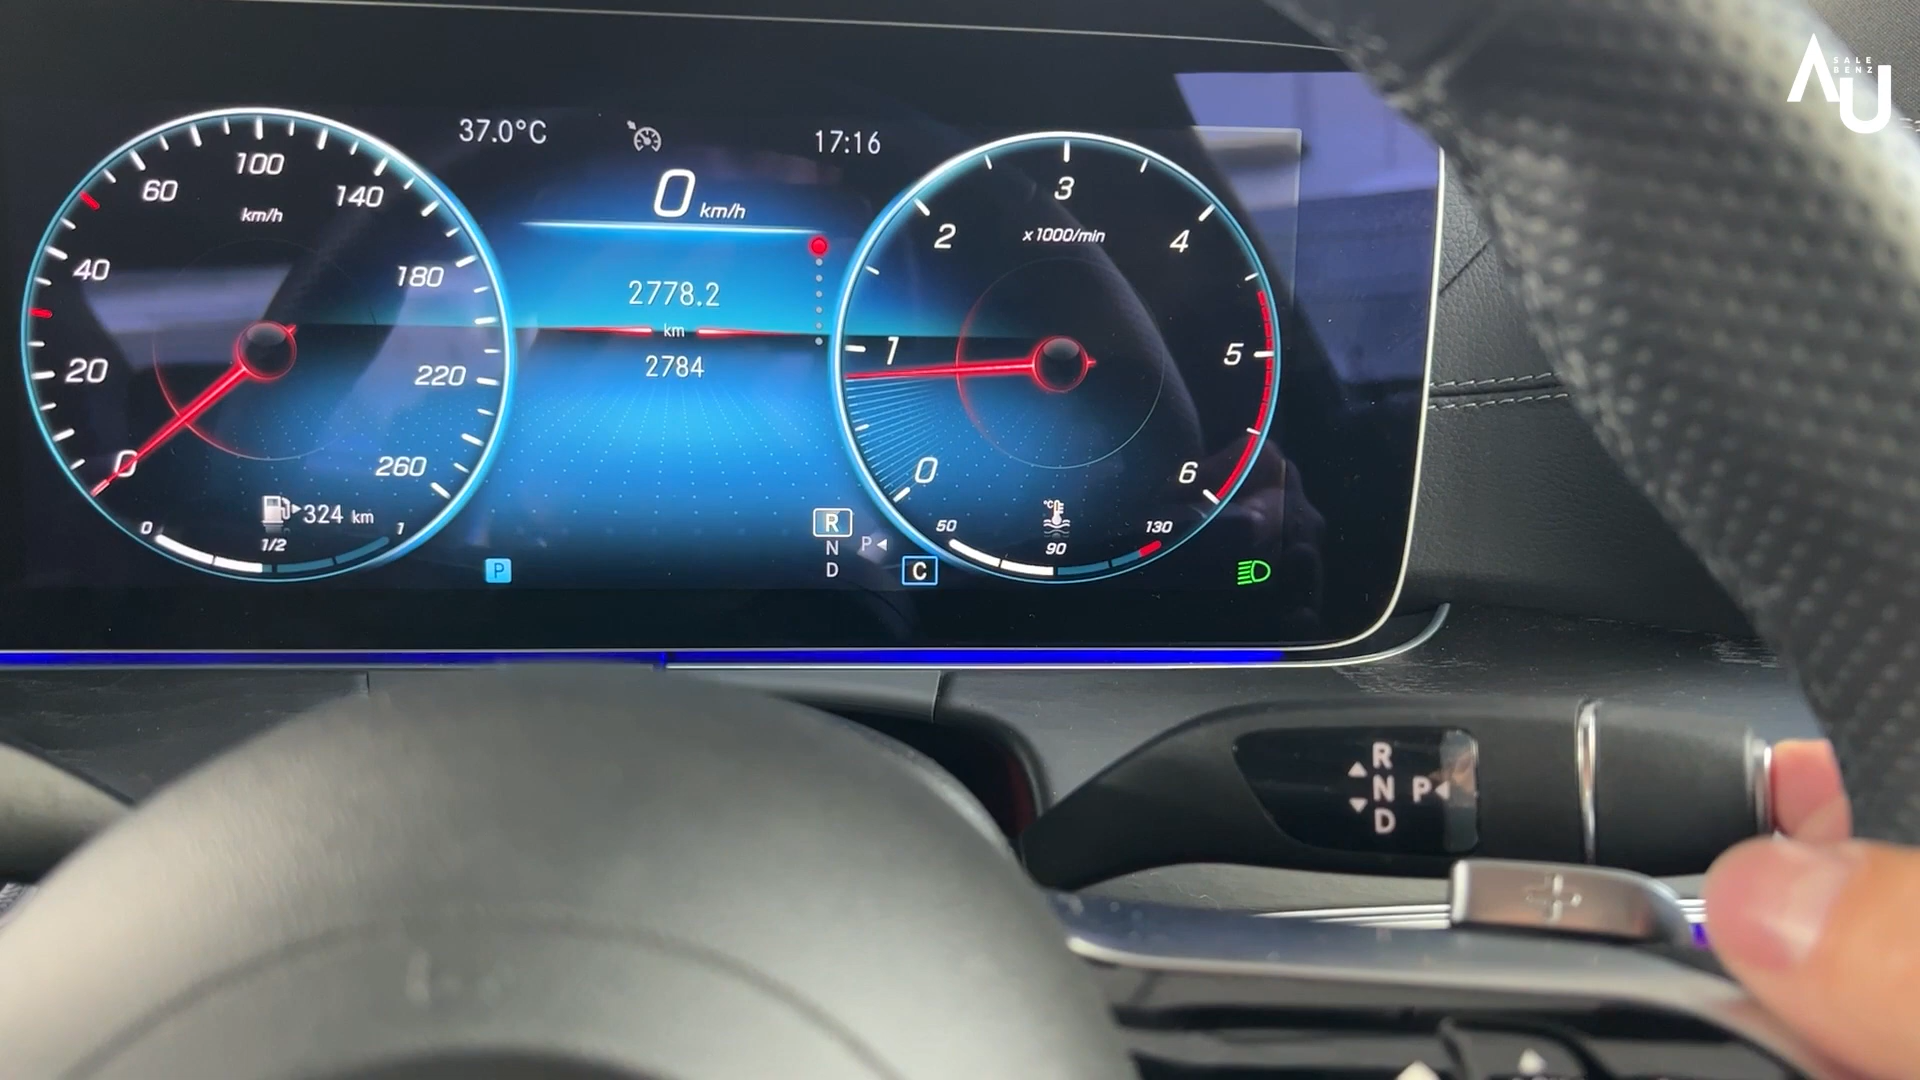 AU
SALE
BENZ
37.0°C
17:16
0 km/h
2778.2
km
2784
0
20
40
60
100
140
180
220
260
km/h
324 km
0
1/2
1
P
R
N
D
P
C
0
1
2
3
4
5
6
x1000/min
°C
50
90
130
R
N
D
P
+